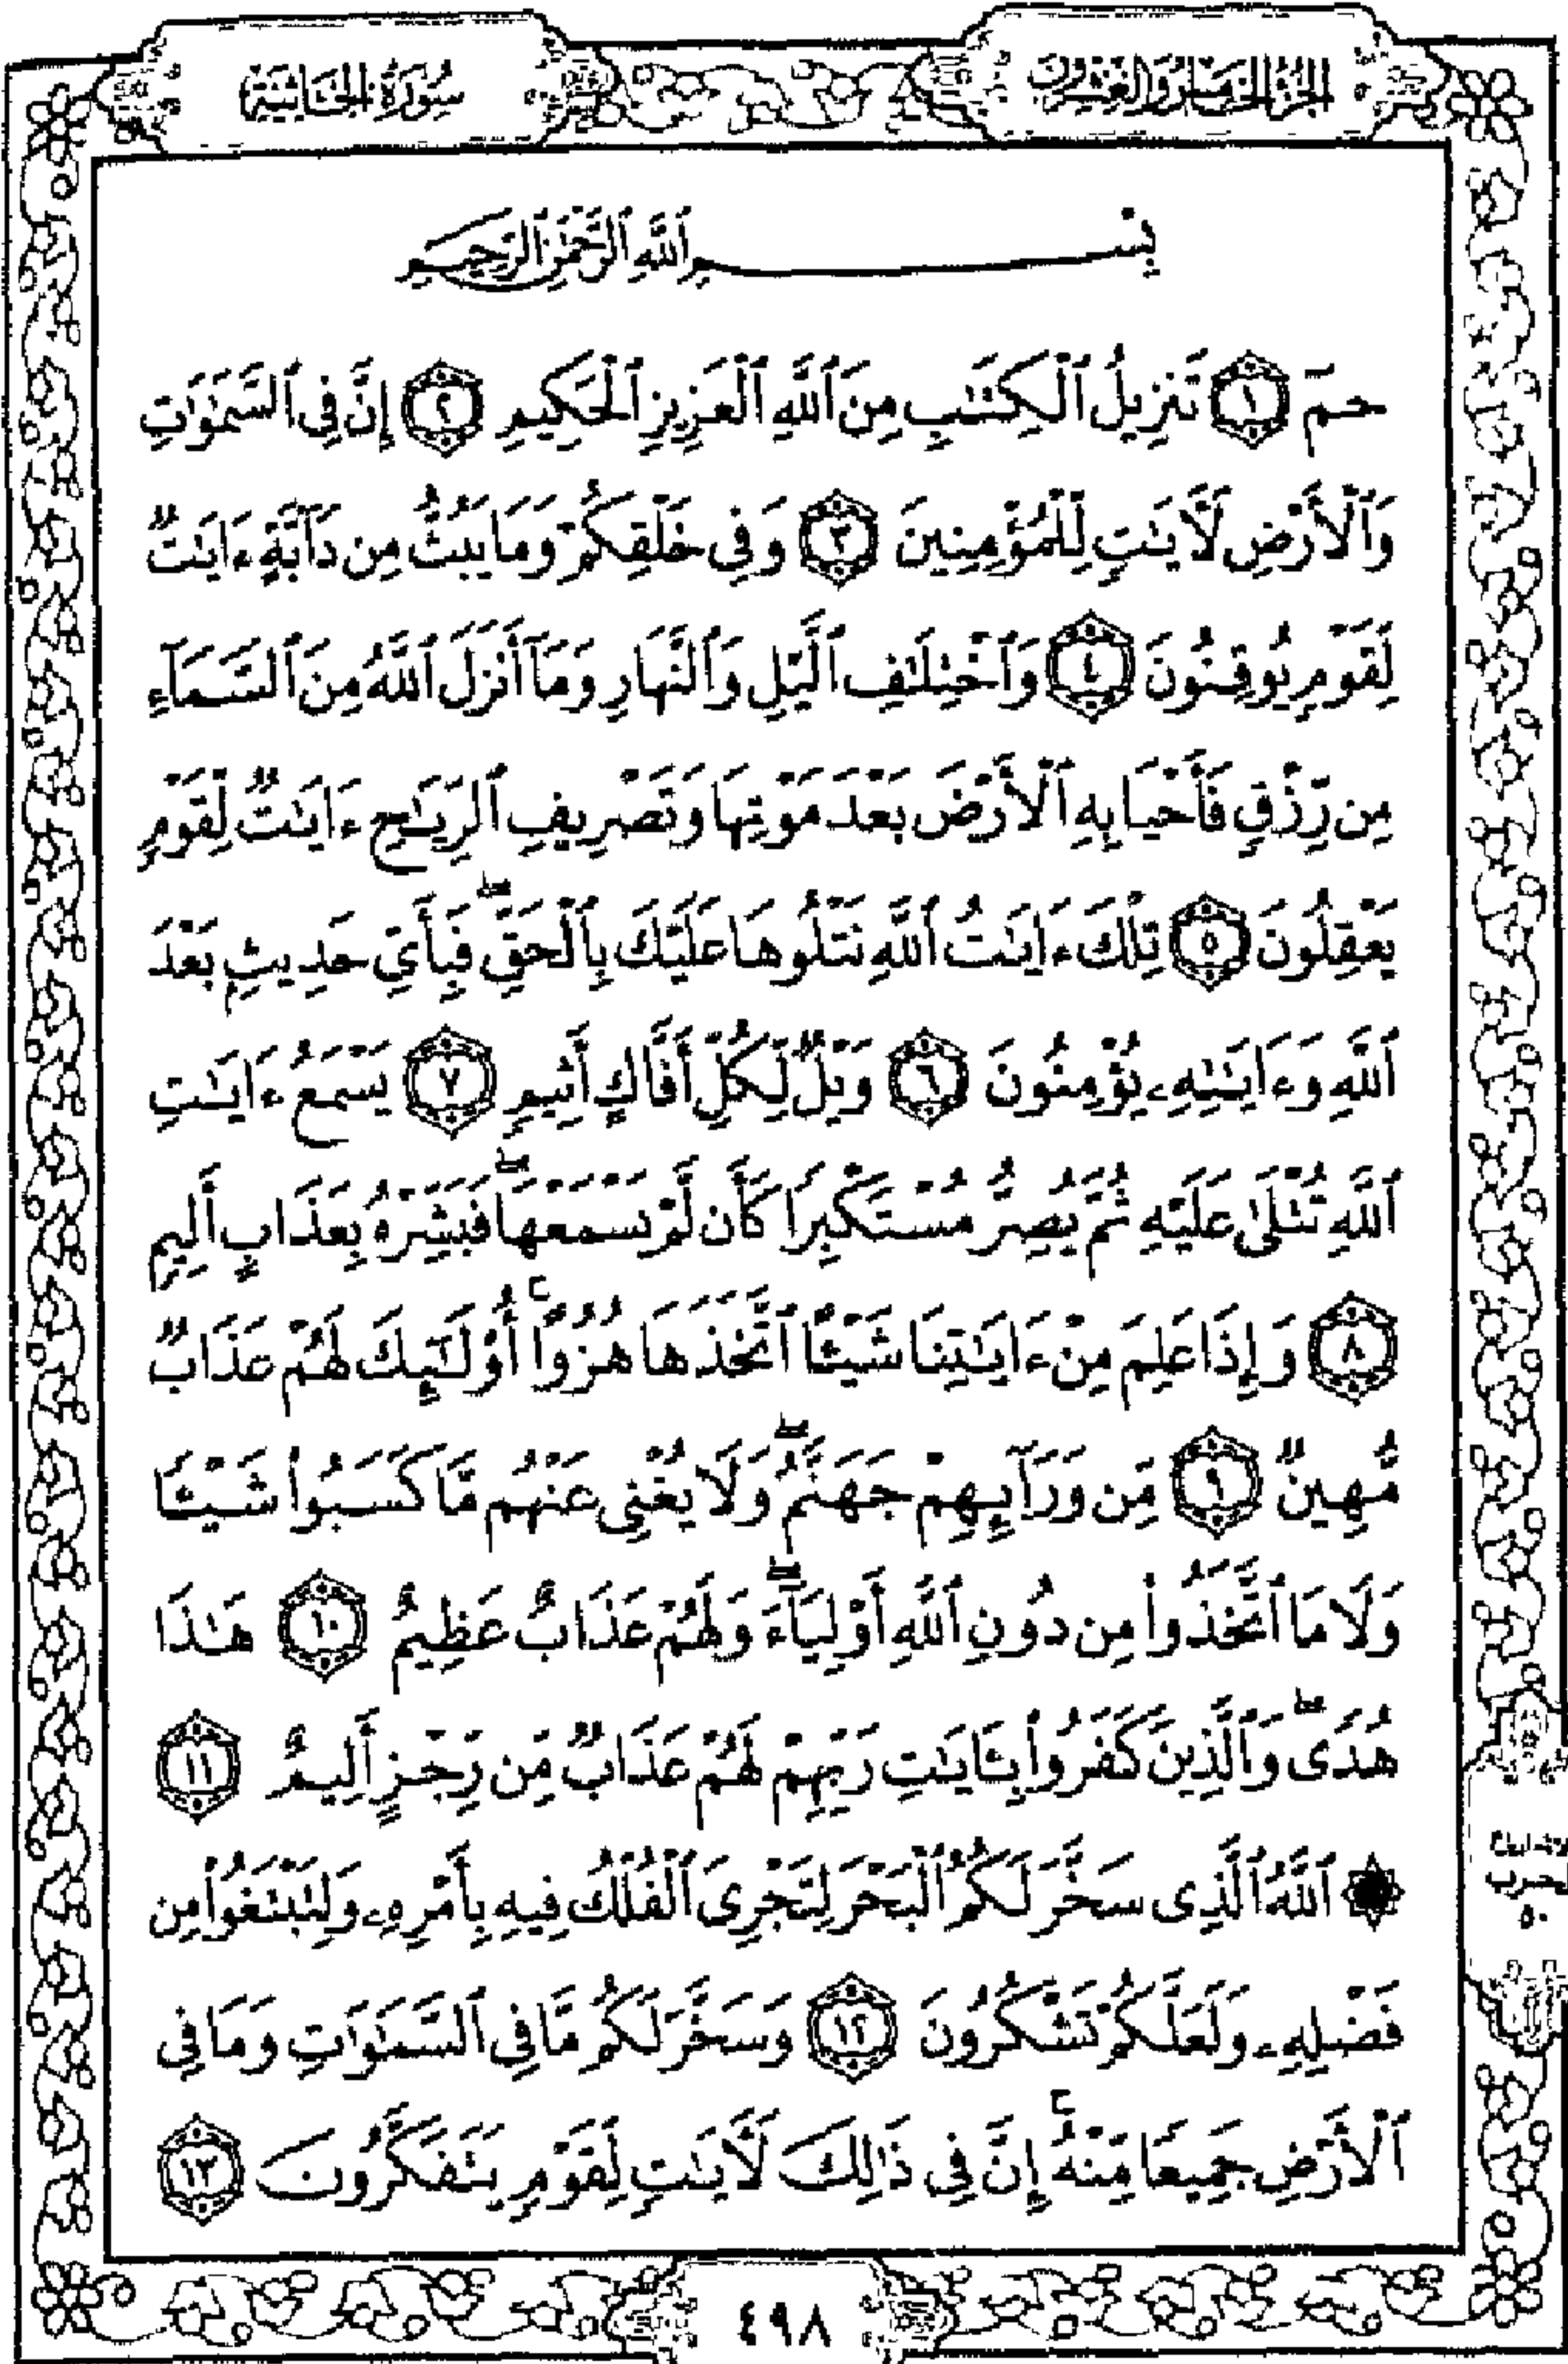 الجزء الخامس والعشرون
سورة الجاثية
بِسْمِ ٱللَّهِ ٱلرَّحْمَٰنِ ٱلرَّحِيمِ
حمٓ ١ تَنزِيلُ ٱلْكِتَٰبِ مِنَ ٱللَّهِ ٱلْعَزِيزِ ٱلْحَكِيمِ ٢ إِنَّ فِى ٱلسَّمَٰوَٰتِ
وَٱلْأَرْضِ لَءَايَٰتٍ لِّلْمُؤْمِنِينَ ٣ وَفِى خَلْقِكُمْ وَمَا يَبُثُّ مِن دَآبَّةٍ ءَايَٰتٌ
لِّقَوْمٍ يُوقِنُونَ ٤ وَٱخْتِلَٰفِ ٱلَّيْلِ وَٱلنَّهَارِ وَمَآ أَنزَلَ ٱللَّهُ مِنَ ٱلسَّمَآءِ
مِن رِّزْقٍ فَأَحْيَا بِهِ ٱلْأَرْضَ بَعْدَ مَوْتِهَا وَتَصْرِيفِ ٱلرِّيَٰحِ ءَايَٰتٌ لِّقَوْمٍ
يَعْقِلُونَ ٥ تِلْكَ ءَايَٰتُ ٱللَّهِ نَتْلُوهَا عَلَيْكَ بِٱلْحَقِّ ۖ فَبِأَىِّ حَدِيثٍۭ بَعْدَ
ٱللَّهِ وَءَايَٰتِهِۦ يُؤْمِنُونَ ٦ وَيْلٌ لِّكُلِّ أَفَّاكٍ أَثِيمٍ ٧ يَسْمَعُ ءَايَٰتِ
ٱللَّهِ تُتْلَىٰ عَلَيْهِ ثُمَّ يُصِرُّ مُسْتَكْبِرًا كَأَن لَّمْ يَسْمَعْهَا ۖ فَبَشِّرْهُ بِعَذَابٍ أَلِيمٍ
٨ وَإِذَا عَلِمَ مِنْ ءَايَٰتِنَا شَيْـًٔا ٱتَّخَذَهَا هُزُوًا ۚ أُو۟لَٰٓئِكَ لَهُمْ عَذَابٌ
مُّهِينٌ ٩ مِّن وَرَآئِهِمْ جَهَنَّمُ ۖ وَلَا يُغْنِى عَنْهُم مَّا كَسَبُوا۟ شَيْـًٔا
وَلَا مَا ٱتَّخَذُوا۟ مِن دُونِ ٱللَّهِ أَوْلِيَآءَ ۖ وَلَهُمْ عَذَابٌ عَظِيمٌ ١٠ هَٰذَا
هُدًى ۖ وَٱلَّذِينَ كَفَرُوا۟ بِـَٔايَٰتِ رَبِّهِمْ لَهُمْ عَذَابٌ مِّن رِّجْزٍ أَلِيمٌ ١١
۞ ٱللَّهُ ٱلَّذِى سَخَّرَ لَكُمُ ٱلْبَحْرَ لِتَجْرِىَ ٱلْفُلْكُ فِيهِ بِأَمْرِهِۦ وَلِتَبْتَغُوا۟ مِن
فَضْلِهِۦ وَلَعَلَّكُمْ تَشْكُرُونَ ١٢ وَسَخَّرَ لَكُم مَّا فِى ٱلسَّمَٰوَٰتِ وَمَا فِى
ٱلْأَرْضِ جَمِيعًا مِّنْهُ ۚ إِنَّ فِى ذَٰلِكَ لَءَايَٰتٍ لِّقَوْمٍ يَتَفَكَّرُونَ ١٣
حزب
٥٠
٤٩٨